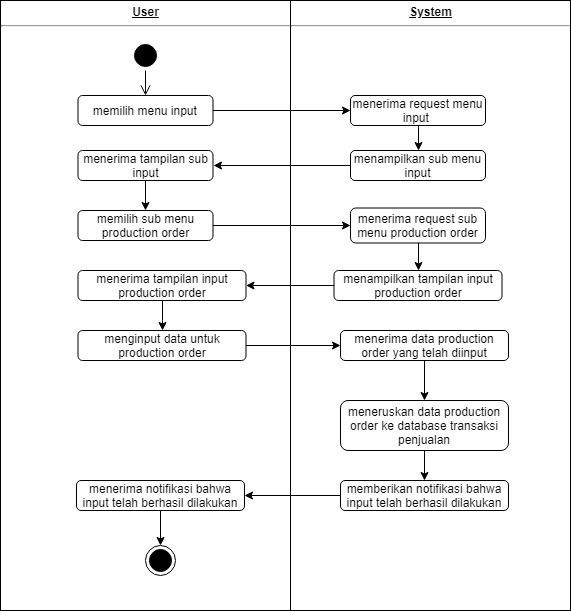 User
System
memilih menu input
menerima request menu
input
menerima tampilan sub
input
menampilkan sub menu
input
memilih sub menu
production order
menerima request sub
menu production order
menerima tampilan input
production order
menampilkan tampilan input
production order
menginput data untuk
production order
menerima data production
order yang telah diinput
meneruskan data production
order ke database transaksi
penjualan
menerima notifikasi bahwa
input telah berhasil dilakukan
memberikan notifikasi bahwa
input telah berhasil dilakukan